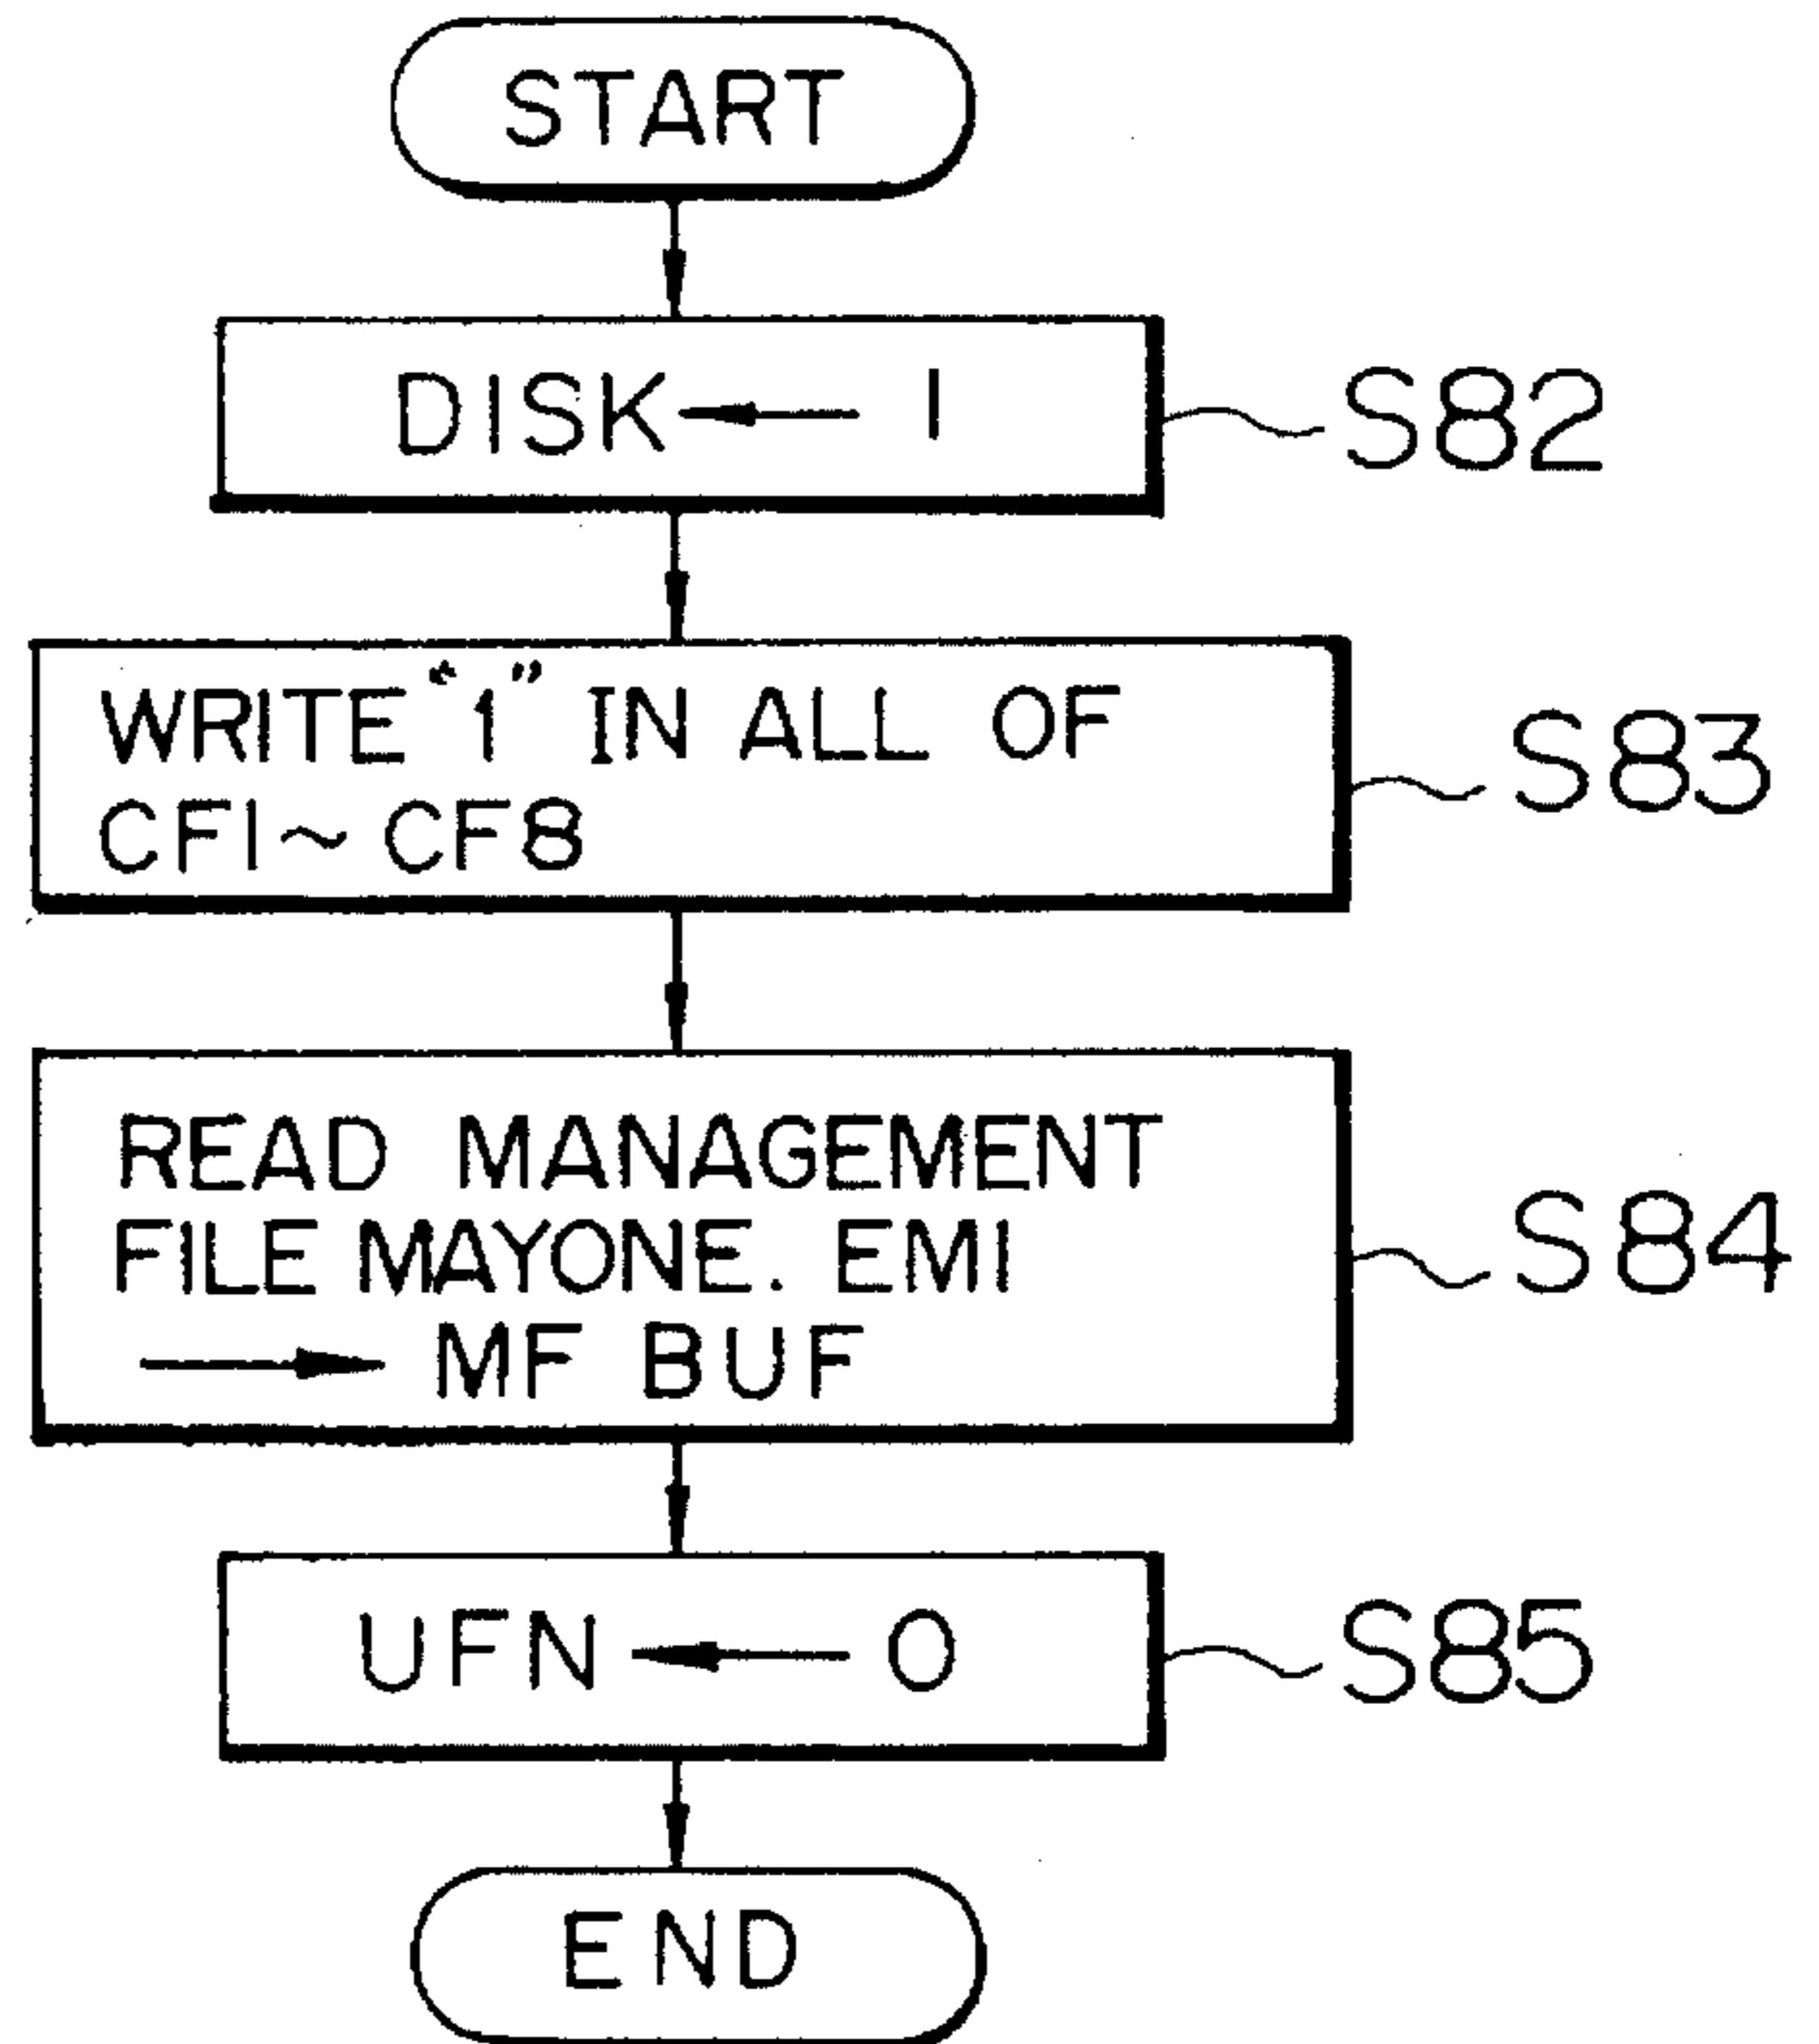 START
DISK ← 1
S82
WRITE “1” IN ALL OF
CF1~CF8
S83
READ MANAGEMENT
FILE MAYONE. EMI
→ MF BUF
S84
UFN ← 0
S85
END